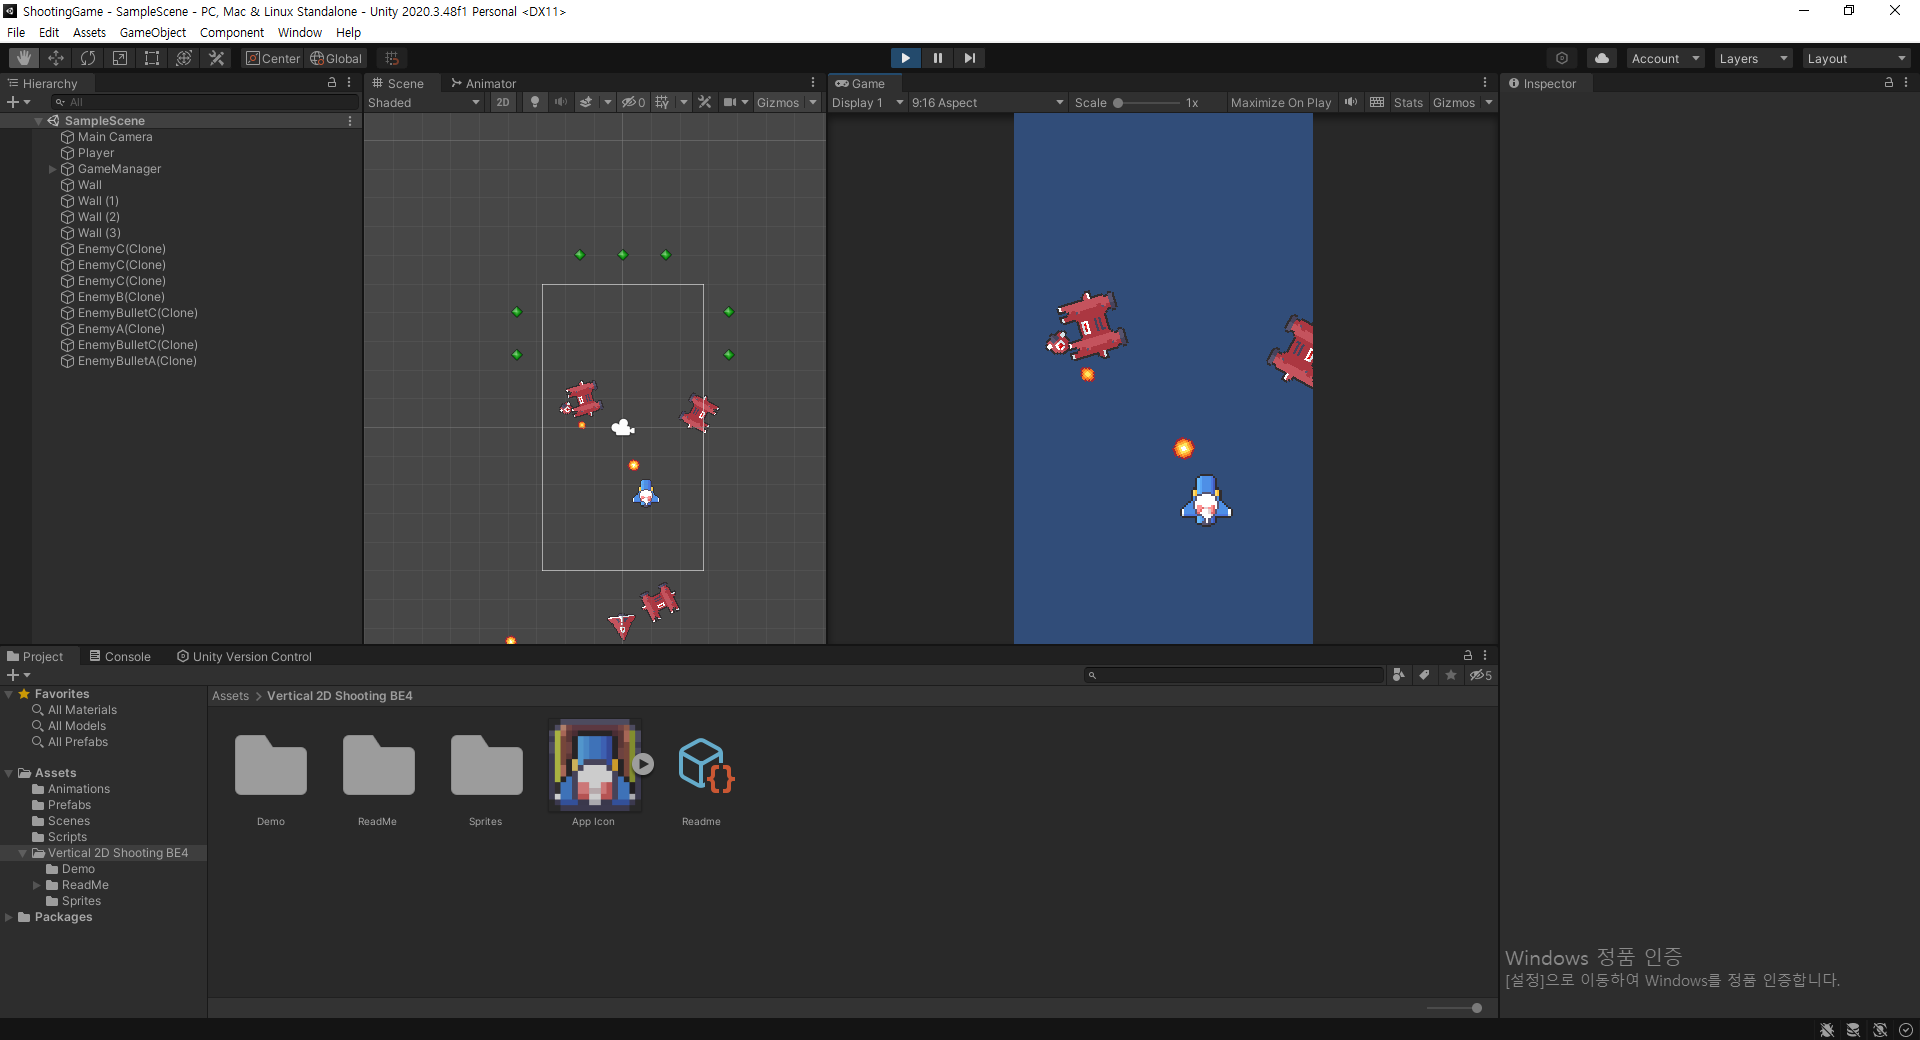 ShootingGame - SampleScene - PC, Mac & Linux Standalone - Unity 2020.3.48f1 Personal <DX11>
File Edit Assets GameObject Component Window Help
Center Global Account Layers Layout
Hierarchy
All
SampleScene
Main Camera
Player
GameManager
Wall
Wall (1)
Wall (2)
Wall (3)
EnemyC(Clone)
EnemyC(Clone)
EnemyC(Clone)
EnemyB(Clone)
EnemyBulletC(Clone)
EnemyA(Clone)
EnemyBulletC(Clone)
EnemyBulletA(Clone)
Scene Animator
Shaded 2D 0 Gizmos
Game
Display 1 9:16 Aspect Scale 1x Maximize On Play Stats Gizmos
Inspector
Project Console Unity Version Control
5
Favorites
All Materials
All Models
All Prefabs
Assets
Animations
Prefabs
Scenes
Scripts
Vertical 2D Shooting BE4
Demo
ReadMe
Sprites
Packages
Assets > Vertical 2D Shooting BE4
Demo ReadMe Sprites App Icon Readme
Windows 정품 인증
[설정]으로 이동하여 Windows를 정품 인증합니다.